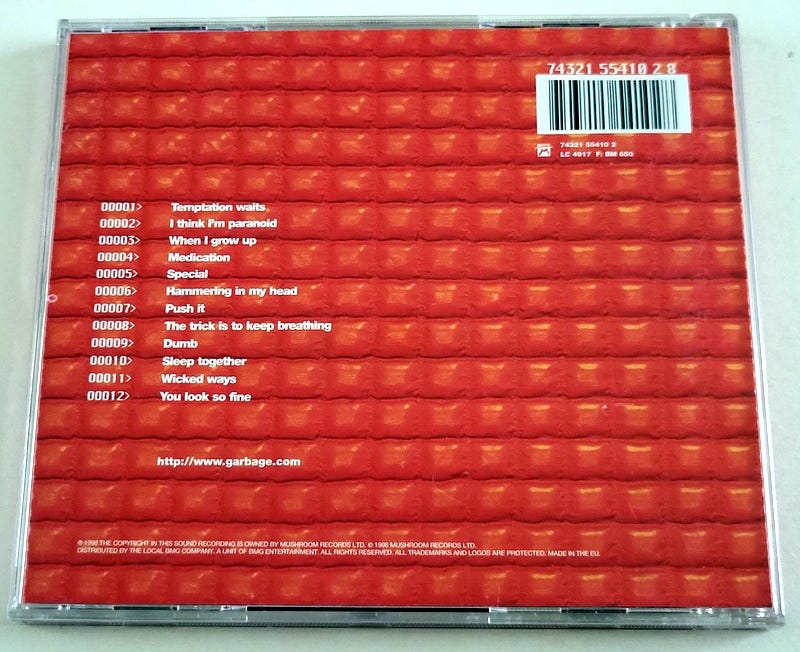 74321 55410 2 8
74321 55410 2
LC 4917 F: BM 650
00001> Temptation waits
00002> I think I'm paranoid
00003> When I grow up
00004> Medication
00005> Special
00006> Hammering in my head
00007> Push it
00008> The trick is to keep breathing
00009> Dumb
00010> Sleep together
00011> Wicked ways
00012> You look so fine
http://www.garbage.com
℗ 1998 THE COPYRIGHT IN THIS SOUND RECORDING IS OWNED BY MUSHROOM RECORDS LTD. © 1998 MUSHROOM RECORDS LTD.
DISTRIBUTED BY THE LOCAL BMG COMPANY. A UNIT OF BMG ENTERTAINMENT. ALL RIGHTS RESERVED. ALL TRADEMARKS AND LOGOS ARE PROTECTED. MADE IN THE EU.